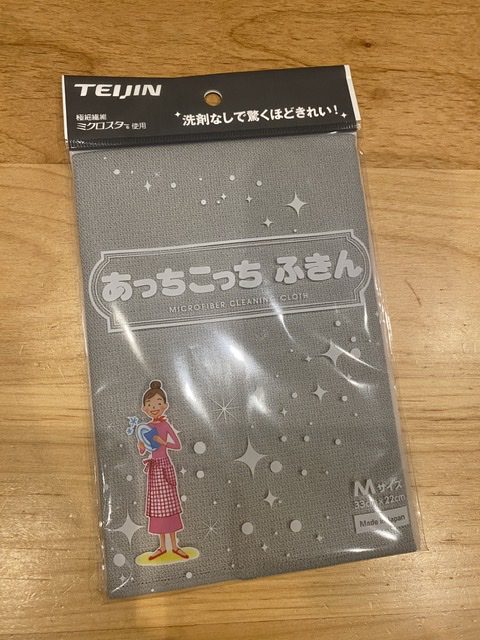 TEIJIN
極細繊維
ミクロスター®使用
洗剤なしで驚くほどきれい！
あっちこっち ふきん
MICROFIBER CLEANING CLOTH
Mサイズ
33cm×22cm
Made in Japan